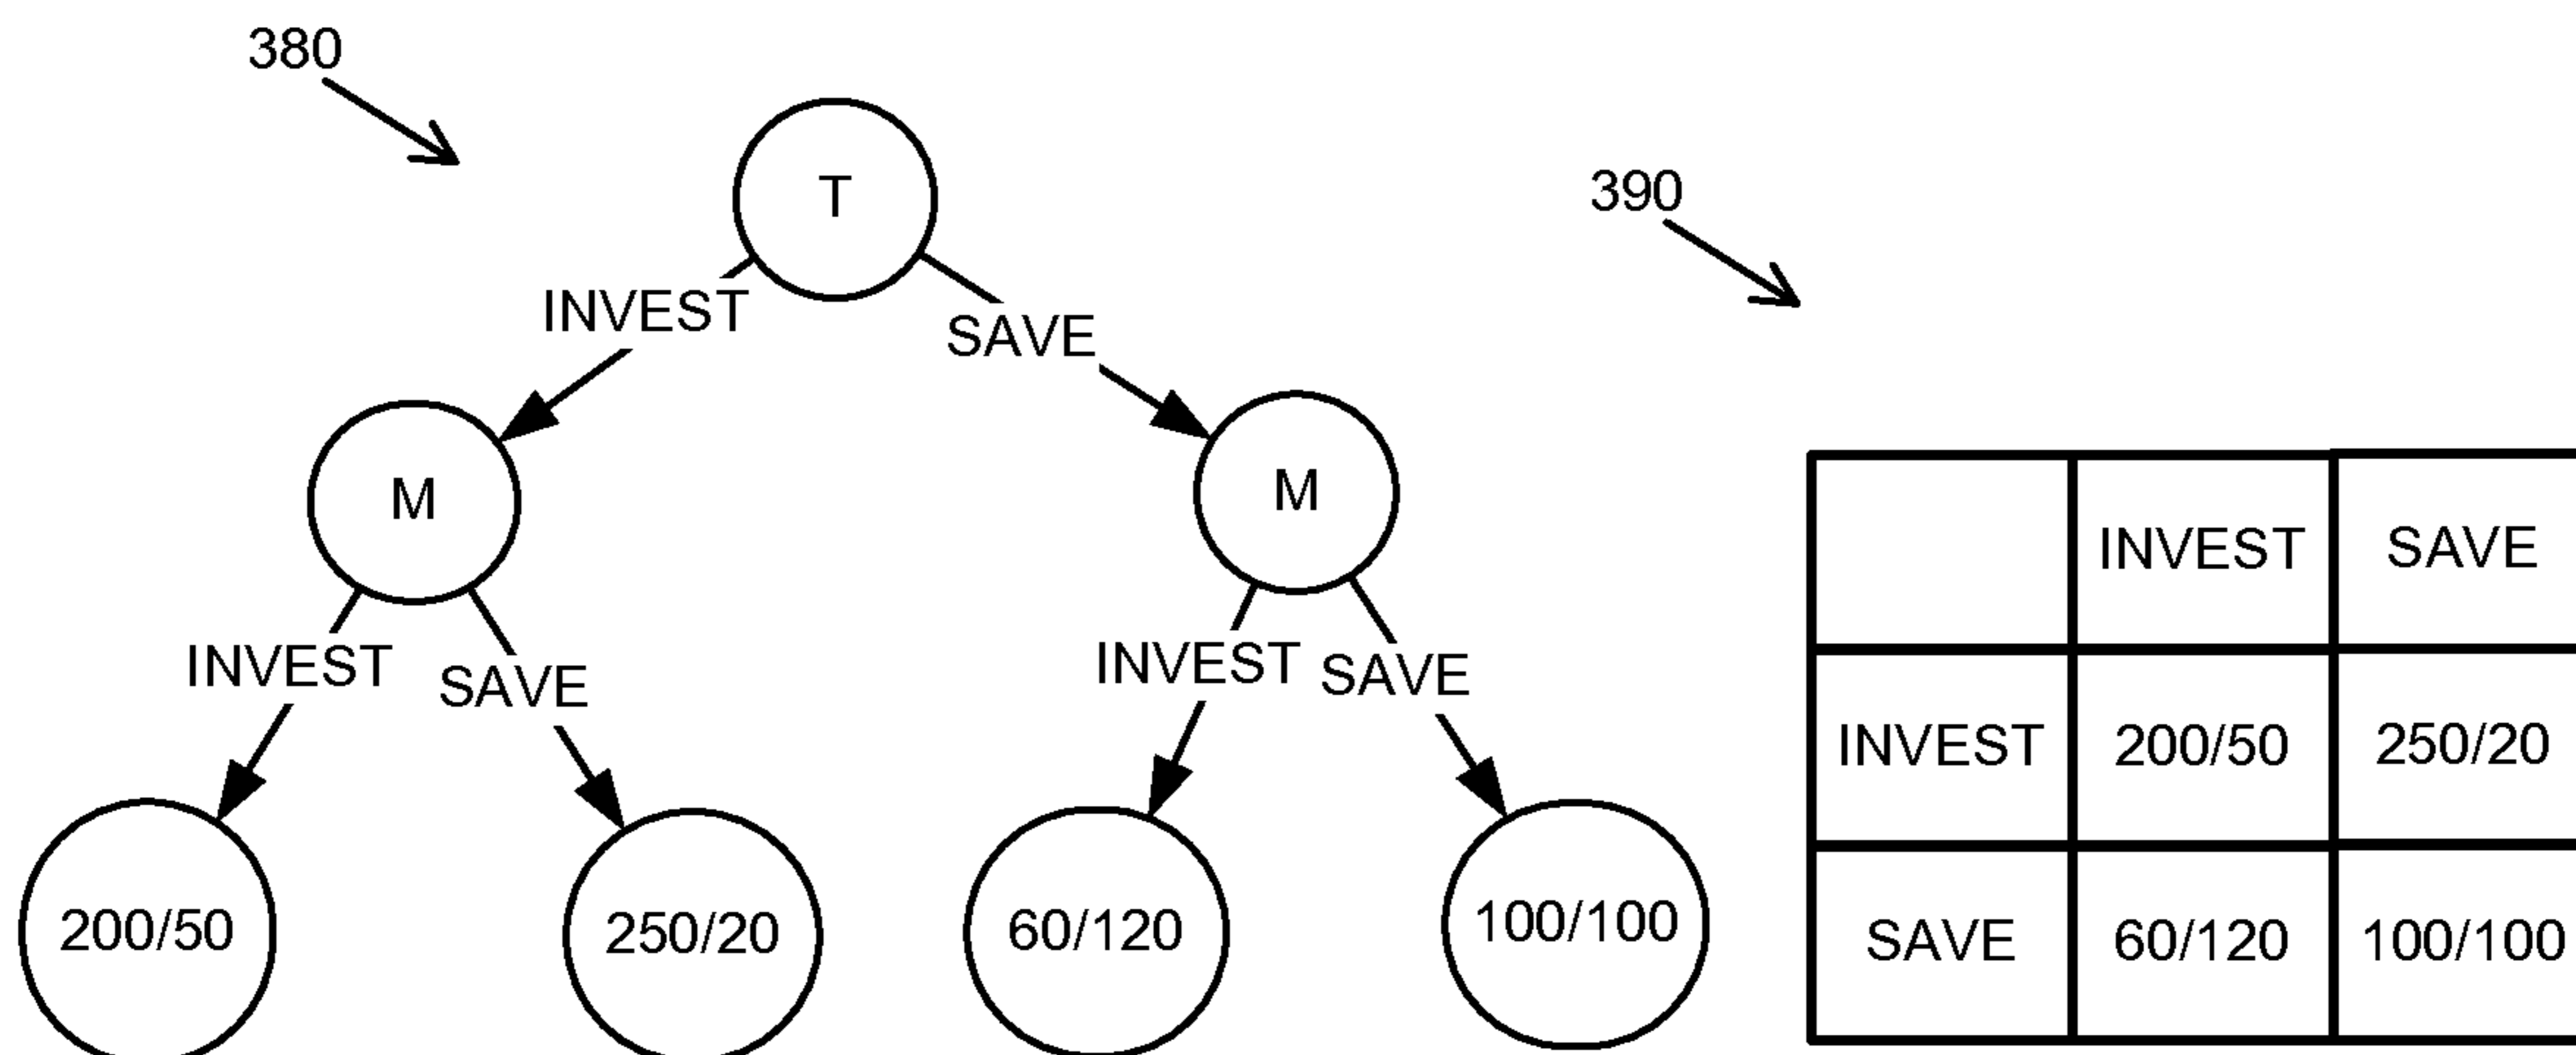 380
T
390
INVEST
SAVE
M
M
INVEST SAVE
INVEST
SAVE
INVEST
SAVE
INVEST 200/50 250/20
200/50
250/20
60/120
100/100
SAVE 60/120 100/100